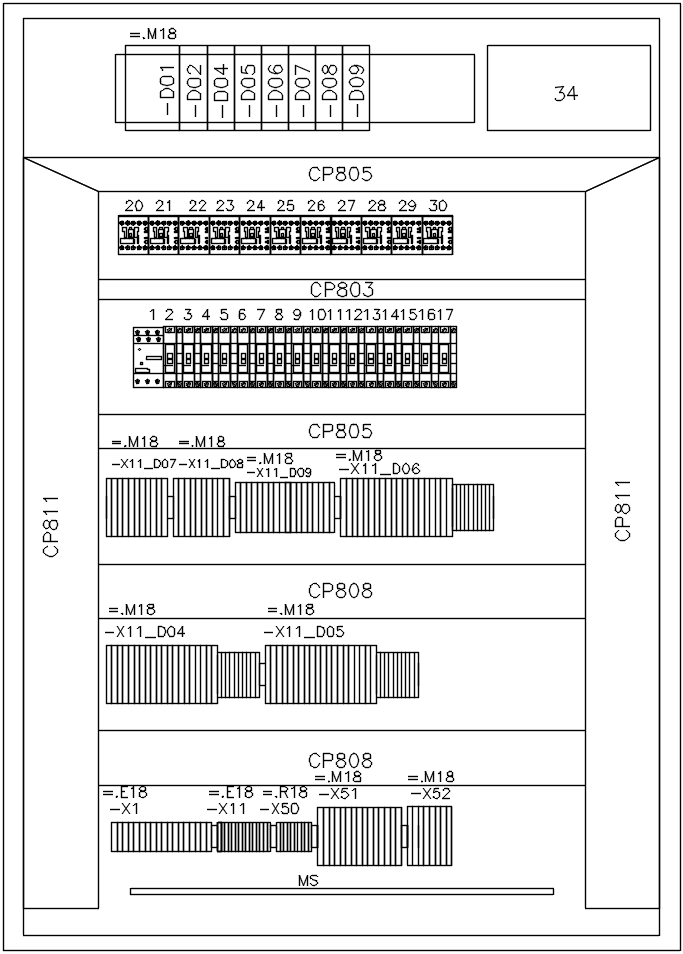 =.M18
-D01 -D02 -D04 -D05 -D06 -D07 -D08 -D09
34
CP805
20 21 22 23 24 25 26 27 28 29 30
CP803
1 2 3 4 5 6 7 8 9 10 11 12 13 14 15 16 17
CP805
=.M18 =.M18 =.M18 =.M18
-X11_D07 -X11_D08 -X11_D09 -X11_D06
CP811
CP811
CP808
=.M18 =.M18
-X11_D04 -X11_D05
CP808
=.E18 =.E18 =.R18 =.M18 =.M18
-X1 -X11 -X50 -X51 -X52
MS